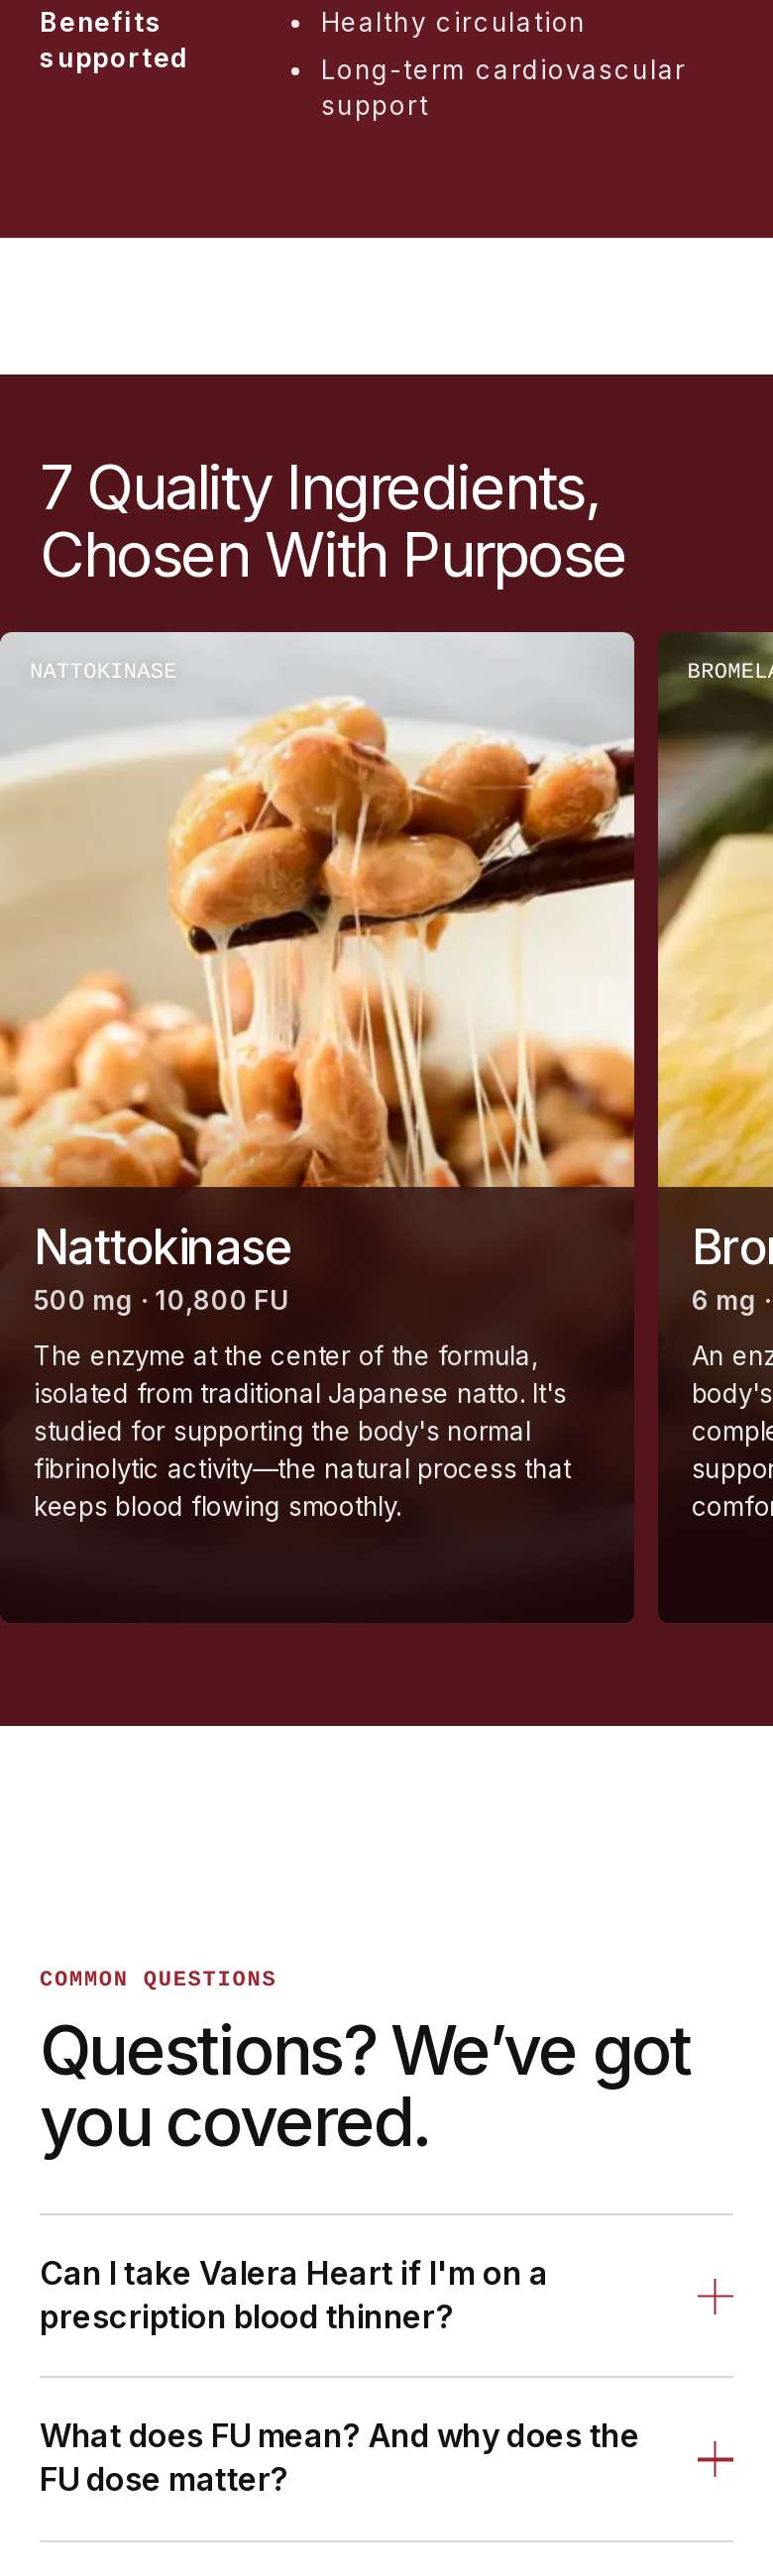 Benefits
supported
• Healthy circulation
• Long-term cardiovascular
support
7 Quality Ingredients,
Chosen With Purpose
NATTOKINASE
Nattokinase
500 mg · 10,800 FU
The enzyme at the center of the formula,
isolated from traditional Japanese natto. It's
studied for supporting the body's normal
fibrinolytic activity—the natural process that
keeps blood flowing smoothly.
6 mg ·
An
body's
COMMON QUESTIONS
Questions? We’ve got
you covered.
Can I take Valera Heart if I'm on a
prescription blood thinner?
What does FU mean? And why does the
FU dose matter?